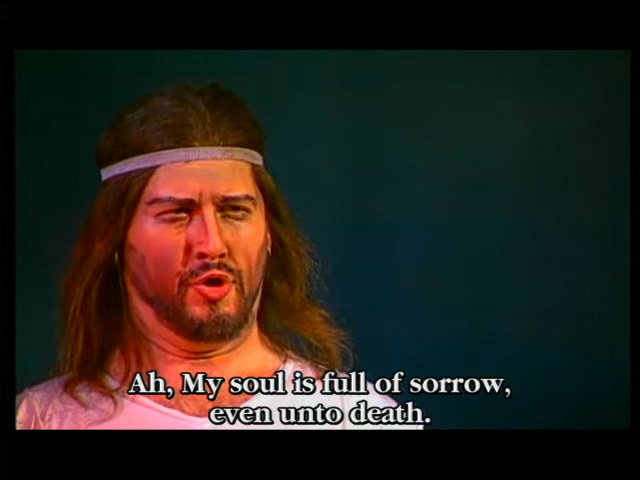 Ah, My soul is full of sorrow,
even unto death.